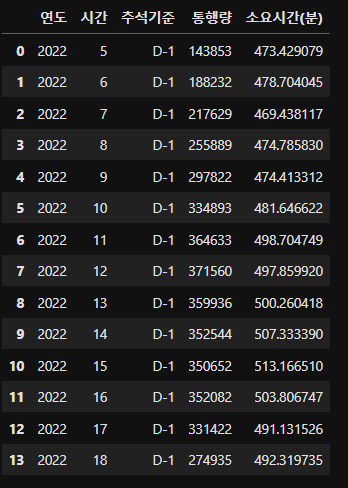 연도 시간 추석기준 통행량 소요시간(분)
0 2022 5 D-1 143853 473.429079
1 2022 6 D-1 188232 478.704045
2 2022 7 D-1 217629 469.438117
3 2022 8 D-1 255889 474.785830
4 2022 9 D-1 297822 474.413312
5 2022 10 D-1 334893 481.646622
6 2022 11 D-1 364633 498.704749
7 2022 12 D-1 371560 497.859920
8 2022 13 D-1 359936 500.260418
9 2022 14 D-1 352544 507.333390
10 2022 15 D-1 350652 513.166510
11 2022 16 D-1 352082 503.806747
12 2022 17 D-1 331422 491.131526
13 2022 18 D-1 274935 492.319735